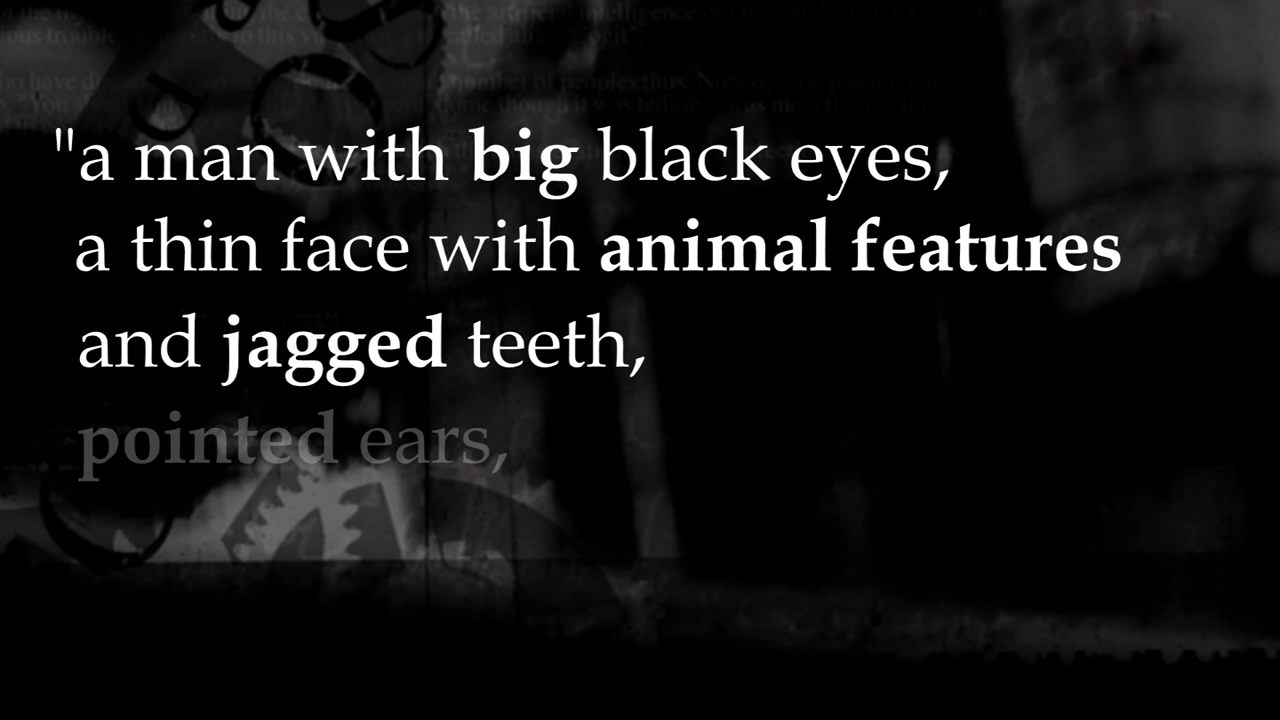 "a man with big black eyes,
a thin face with animal features
and jagged teeth,
pointed ears,